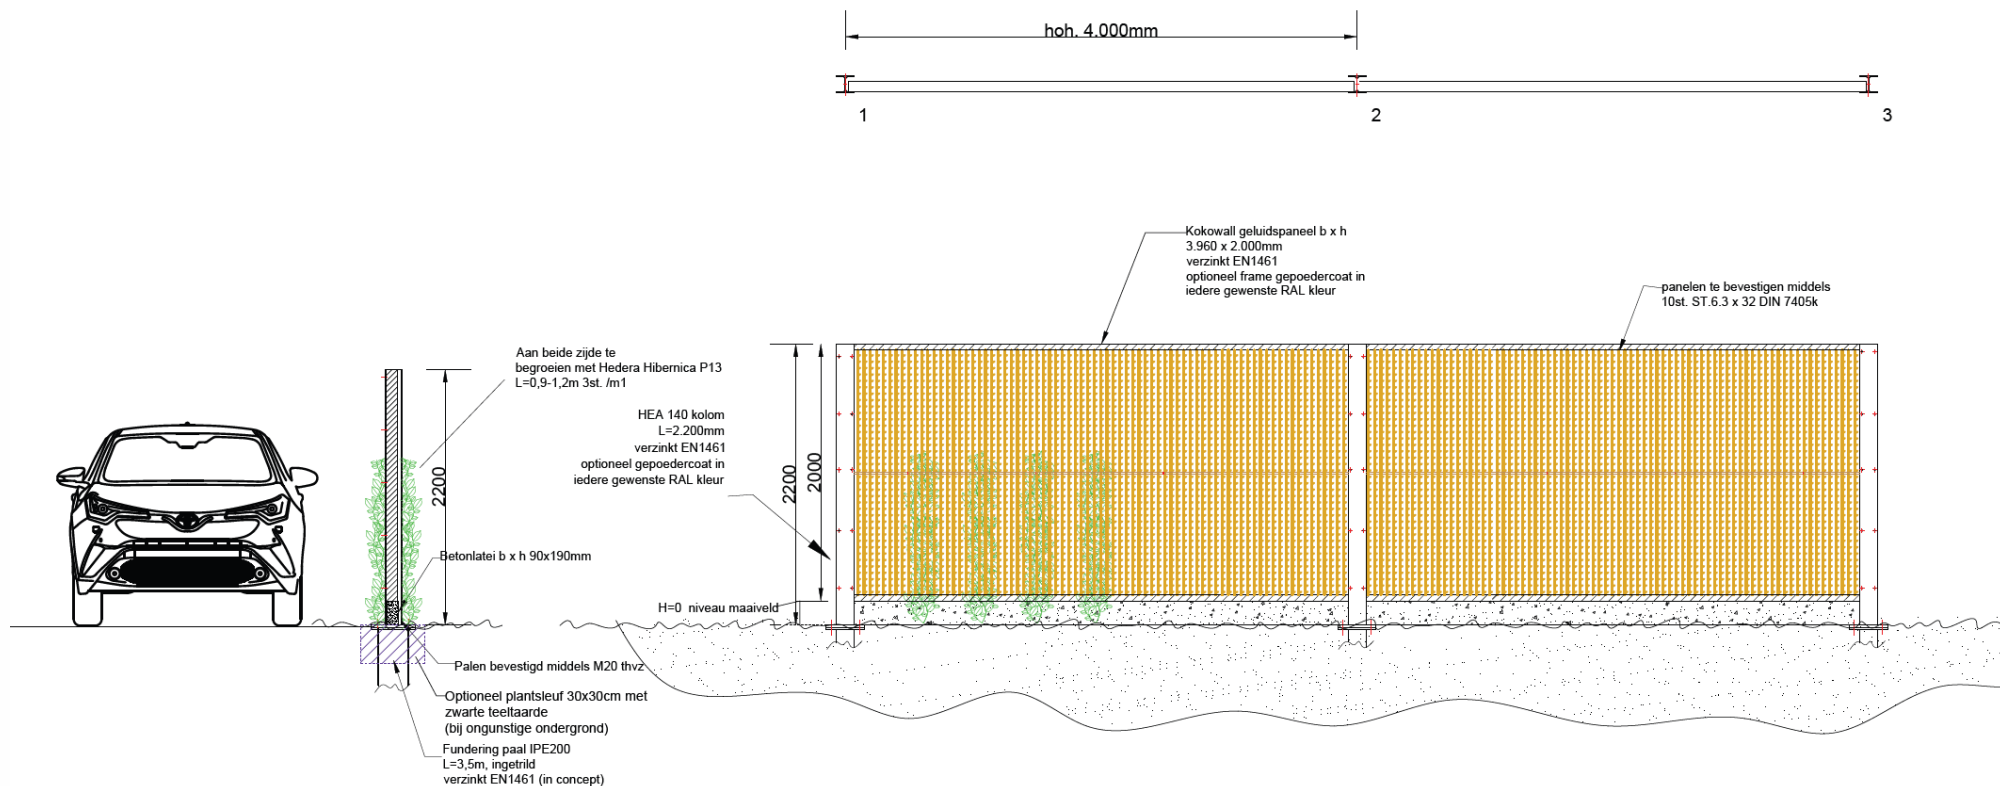 hoh. 4.000mm
1
2
3
Kokowall geluidspaneel b x h
3.960 x 2.000mm
verzinkt EN1461
optioneel frame gepoedercoat in
iedere gewenste RAL kleur
panelen te bevestigen middels
10st. ST.6.3 x 32 DIN 7405k
Aan beide zijde te
begroeien met Hedera Hibernica P13
L=0,9-1,2m 3st. /m1
HEA 140 kolom
L=2.200mm
verzinkt EN1461
optioneel gepoedercoat in
iedere gewenste RAL kleur
2200
2200
2000
Betonlatei b x h 90x190mm
H=0 niveau maaiveld
Palen bevestigd middels M20 thvz
Optioneel plantsleuf 30x30cm met
zwarte teeltaarde
(bij ongunstige ondergrond)
Fundering paal IPE200
L=3,5m, ingetrild
verzinkt EN1461 (in concept)